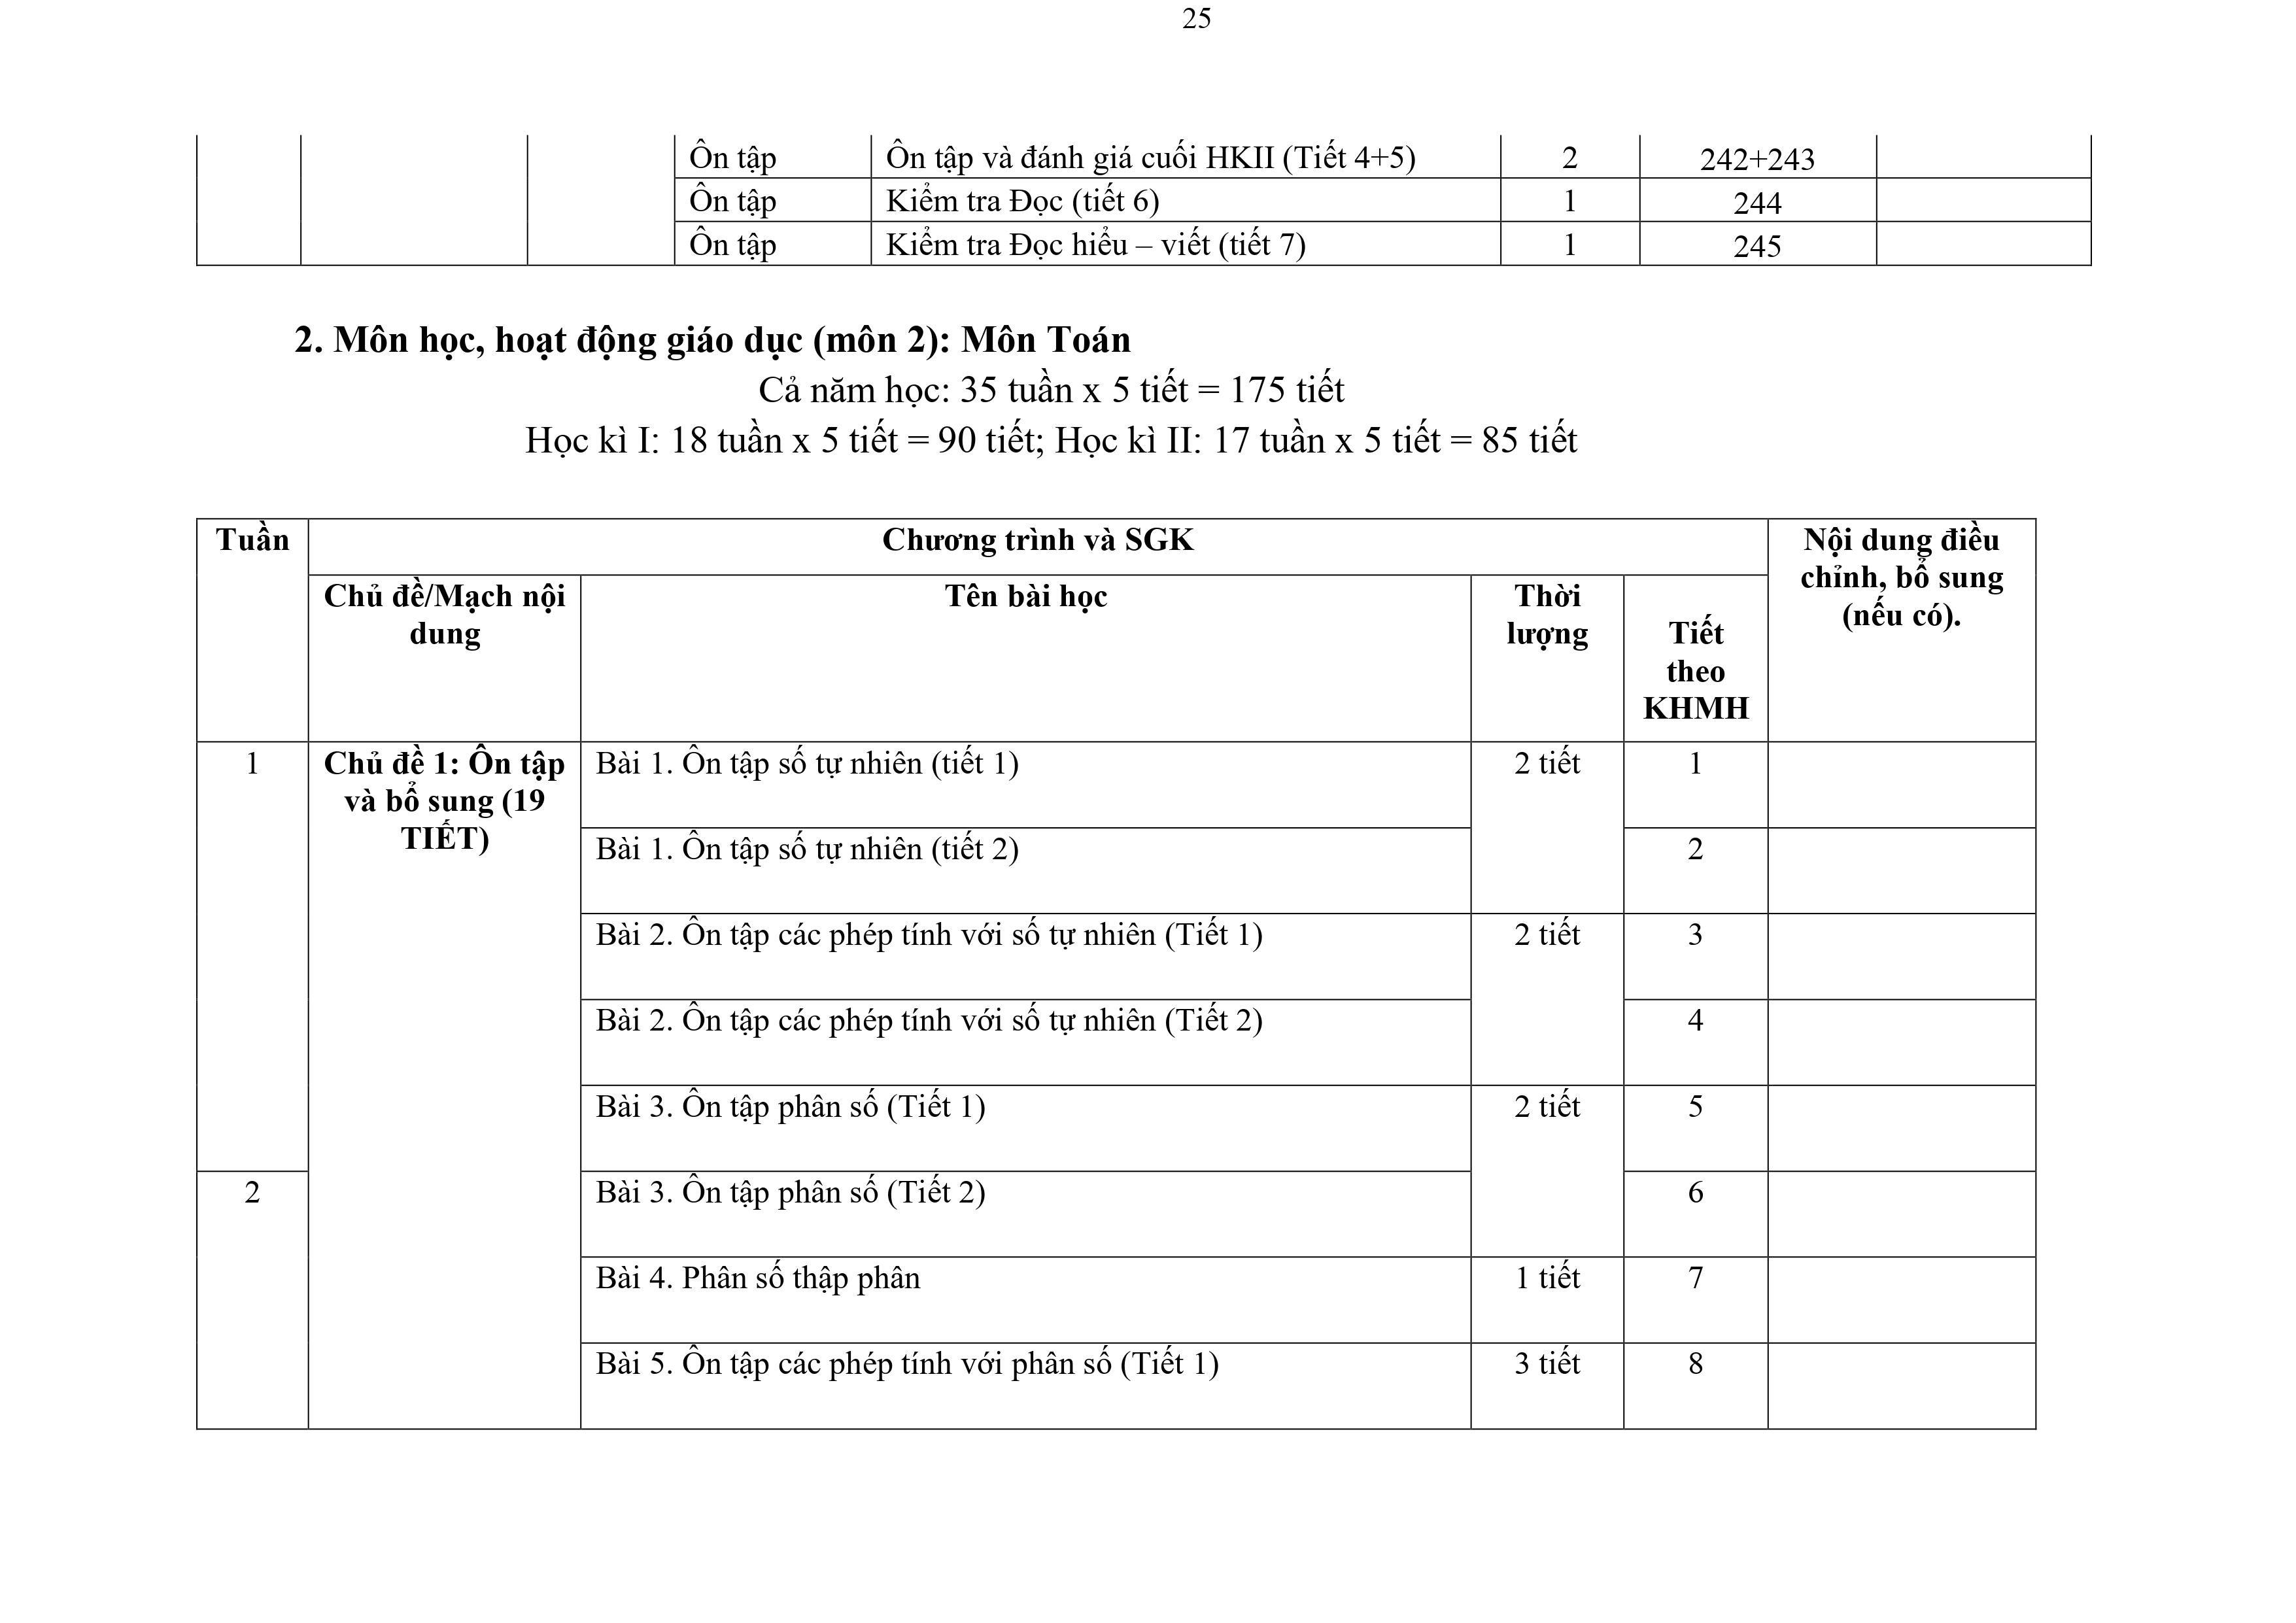 25
Ôn tập Ôn tập và đánh giá cuối HKII (Tiết 4+5) 2 242+243
Ôn tập Kiểm tra Đọc (tiết 6) 1 244
Ôn tập Kiểm tra Đọc hiểu – viết (tiết 7) 1 245
2. Môn học, hoạt động giáo dục (môn 2): Môn Toán
Cả năm học: 35 tuần x 5 tiết = 175 tiết
Học kì I: 18 tuần x 5 tiết = 90 tiết; Học kì II: 17 tuần x 5 tiết = 85 tiết
Tuần Chương trình và SGK Nội dung điều
chỉnh, bổ sung
(nếu có).
Chủ đề/Mạch nội Tên bài học Thời
dung lượng Tiết
theo
KHMH
1 Chủ đề 1: Ôn tập Bài 1. Ôn tập số tự nhiên (tiết 1) 2 tiết 1
và bổ sung (19
TIẾT)
Bài 1. Ôn tập số tự nhiên (tiết 2) 2
Bài 2. Ôn tập các phép tính với số tự nhiên (Tiết 1) 2 tiết 3
Bài 2. Ôn tập các phép tính với số tự nhiên (Tiết 2) 4
Bài 3. Ôn tập phân số (Tiết 1) 2 tiết 5
2 Bài 3. Ôn tập phân số (Tiết 2) 6
Bài 4. Phân số thập phân 1 tiết 7
Bài 5. Ôn tập các phép tính với phân số (Tiết 1) 3 tiết 8